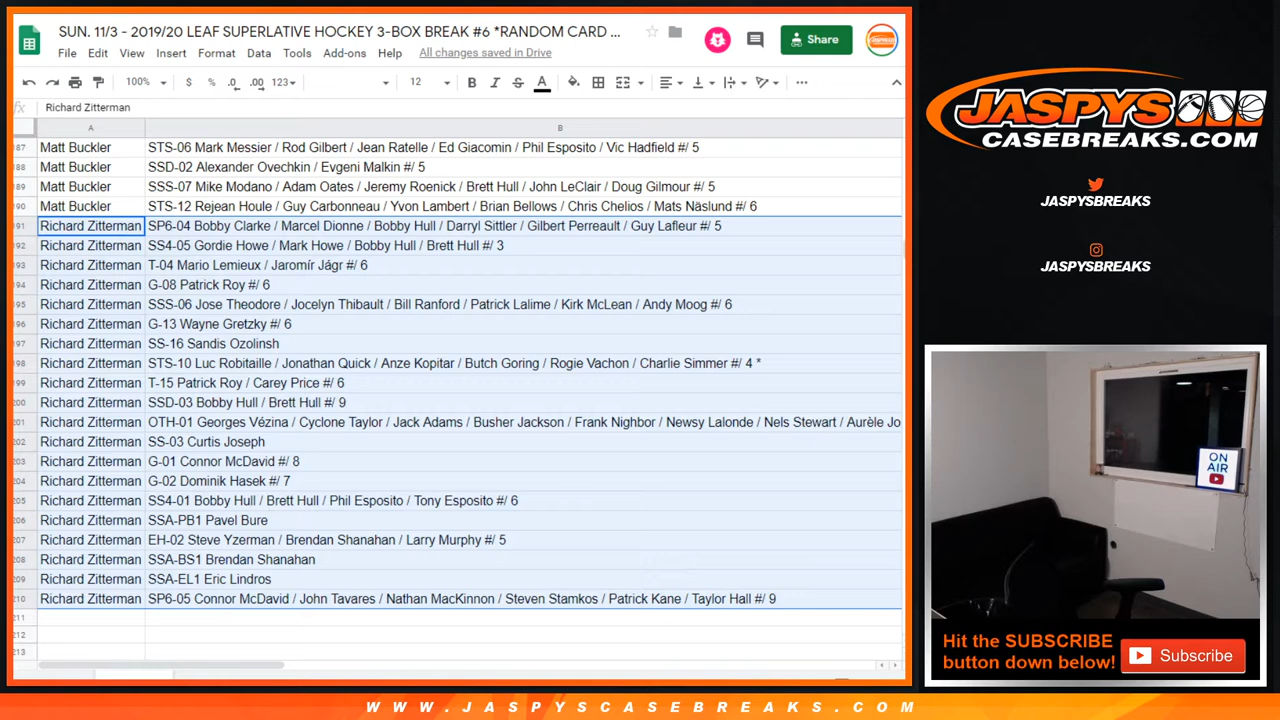 SUN. 11/3 - 2019/20 LEAF SUPERLATIVE HOCKEY 3-BOX BREAK #6 *RANDOM CARD ...
Share
File Edit View Insert Format Data Tools Add-ons Help All changes saved in Drive
100% $ % .0 .00 123 12 B I S A
fx Richard Zitterman
A B
187 Matt Buckler STS-06 Mark Messier / Rod Gilbert / Jean Ratelle / Ed Giacomin / Phil Esposito / Vic Hadfield #/ 5
188 Matt Buckler SSD-02 Alexander Ovechkin / Evgeni Malkin #/ 5
189 Matt Buckler SSS-07 Mike Modano / Adam Oates / Jeremy Roenick / Brett Hull / John LeClair / Doug Gilmour #/ 5
190 Matt Buckler STS-12 Rejean Houle / Guy Carbonneau / Yvon Lambert / Brian Bellows / Chris Chelios / Mats Näslund #/ 6
191 Richard Zitterman SP6-04 Bobby Clarke / Marcel Dionne / Bobby Hull / Darryl Sittler / Gilbert Perreault / Guy Lafleur #/ 5
192 Richard Zitterman SS4-05 Gordie Howe / Mark Howe / Bobby Hull / Brett Hull #/ 3
193 Richard Zitterman T-04 Mario Lemieux / Jaromír Jágr #/ 6
194 Richard Zitterman G-08 Patrick Roy #/ 6
195 Richard Zitterman SSS-06 Jose Theodore / Jocelyn Thibault / Bill Ranford / Patrick Lalime / Kirk McLean / Andy Moog #/ 6
196 Richard Zitterman G-13 Wayne Gretzky #/ 6
197 Richard Zitterman SS-16 Sandis Ozolinsh
198 Richard Zitterman STS-10 Luc Robitaille / Jonathan Quick / Anze Kopitar / Butch Goring / Rogie Vachon / Charlie Simmer #/ 4 *
199 Richard Zitterman T-15 Patrick Roy / Carey Price #/ 6
200 Richard Zitterman SSD-03 Bobby Hull / Brett Hull #/ 9
201 Richard Zitterman OTH-01 Georges Vézina / Cyclone Taylor / Jack Adams / Busher Jackson / Frank Nighbor / Newsy Lalonde / Nels Stewart / Aurèle Jo
202 Richard Zitterman SS-03 Curtis Joseph
203 Richard Zitterman G-01 Connor McDavid #/ 8
204 Richard Zitterman G-02 Dominik Hasek #/ 7
205 Richard Zitterman SS4-01 Bobby Hull / Brett Hull / Phil Esposito / Tony Esposito #/ 6
206 Richard Zitterman SSA-PB1 Pavel Bure
207 Richard Zitterman EH-02 Steve Yzerman / Brendan Shanahan / Larry Murphy #/ 5
208 Richard Zitterman SSA-BS1 Brendan Shanahan
209 Richard Zitterman SSA-EL1 Eric Lindros
210 Richard Zitterman SP6-05 Connor McDavid / John Tavares / Nathan MacKinnon / Steven Stamkos / Patrick Kane / Taylor Hall #/ 9
211
212
213
JASPYS
CASEBREAKS.COM
JASPYSBREAKS
JASPYSBREAKS
ON
AIR
Hit the SUBSCRIBE
button down below!
Subscribe
WWW.JASPYSCASEBREAKS.COM